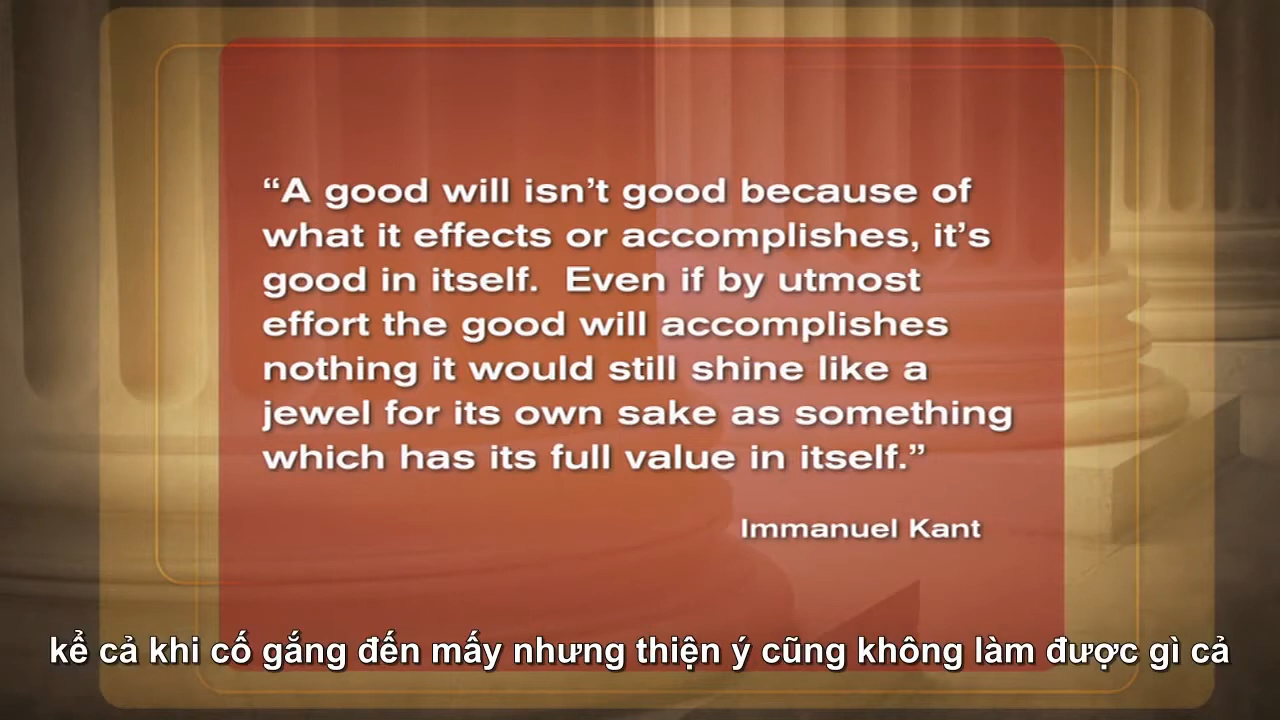 “A good will isn’t good because of
what it effects or accomplishes, it’s
good in itself.  Even if by utmost
effort the good will accomplishes
nothing it would still shine like a
jewel for its own sake as something
which has its full value in itself.”
Immanuel Kant
kể cả khi cố gắng đến mấy nhưng thiện ý cũng không làm được gì cả